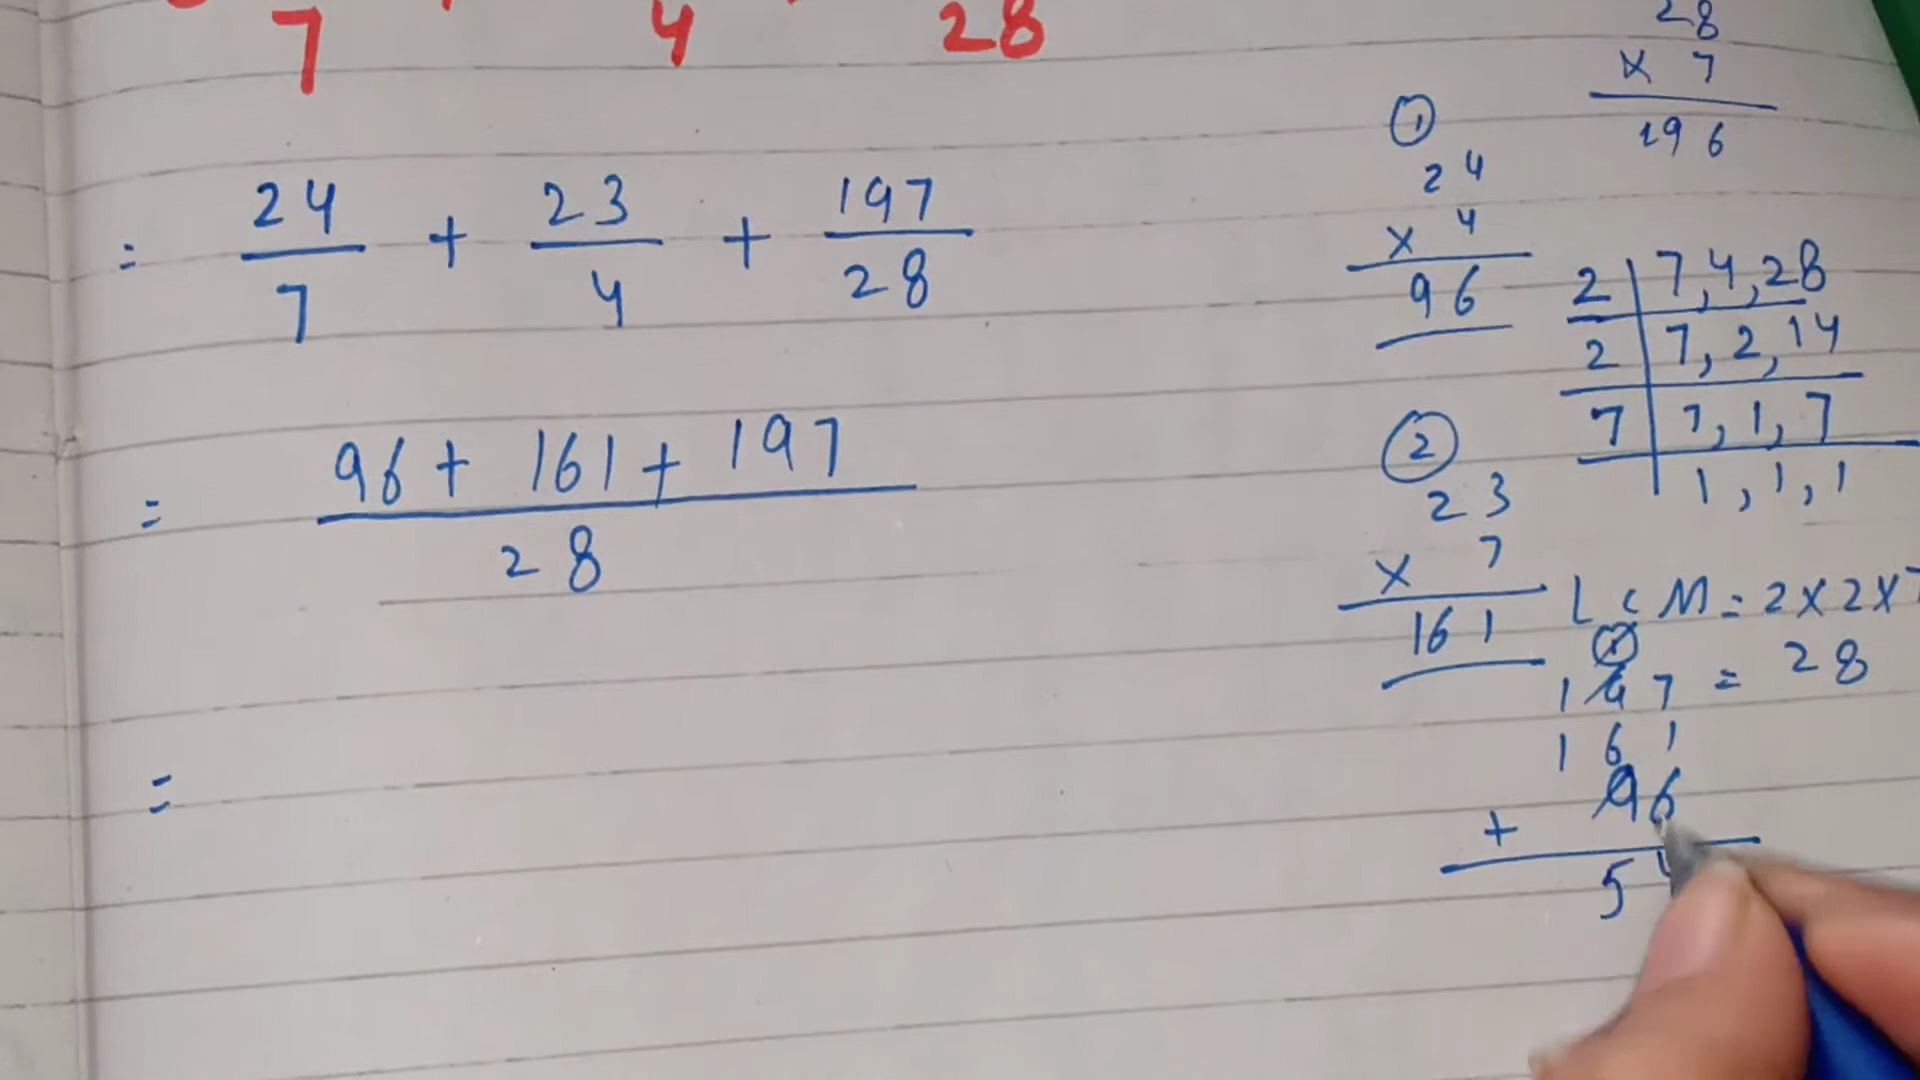 7 4 28
= 24/7 + 23/4 + 197/28
= 96 + 161 + 197 / 28
=
28
× 7
196
①
24
× 4
96
2 | 7, 4, 28
2 | 7, 2, 14
7 | 7, 1, 7
1, 1, 1
②
23
× 7
161
LCM = 2×2×7
= 28
197
161
+ 96
5